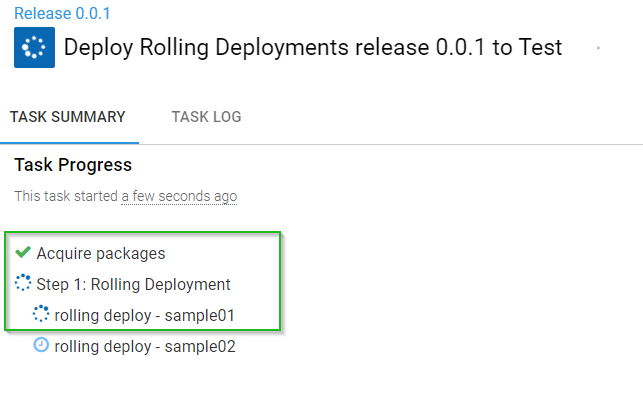 Release 0.0.1
Deploy Rolling Deployments release 0.0.1 to Test
TASK SUMMARY TASK LOG
Task Progress
This task started a few seconds ago
Acquire packages
Step 1: Rolling Deployment
rolling deploy - sample01
rolling deploy - sample02